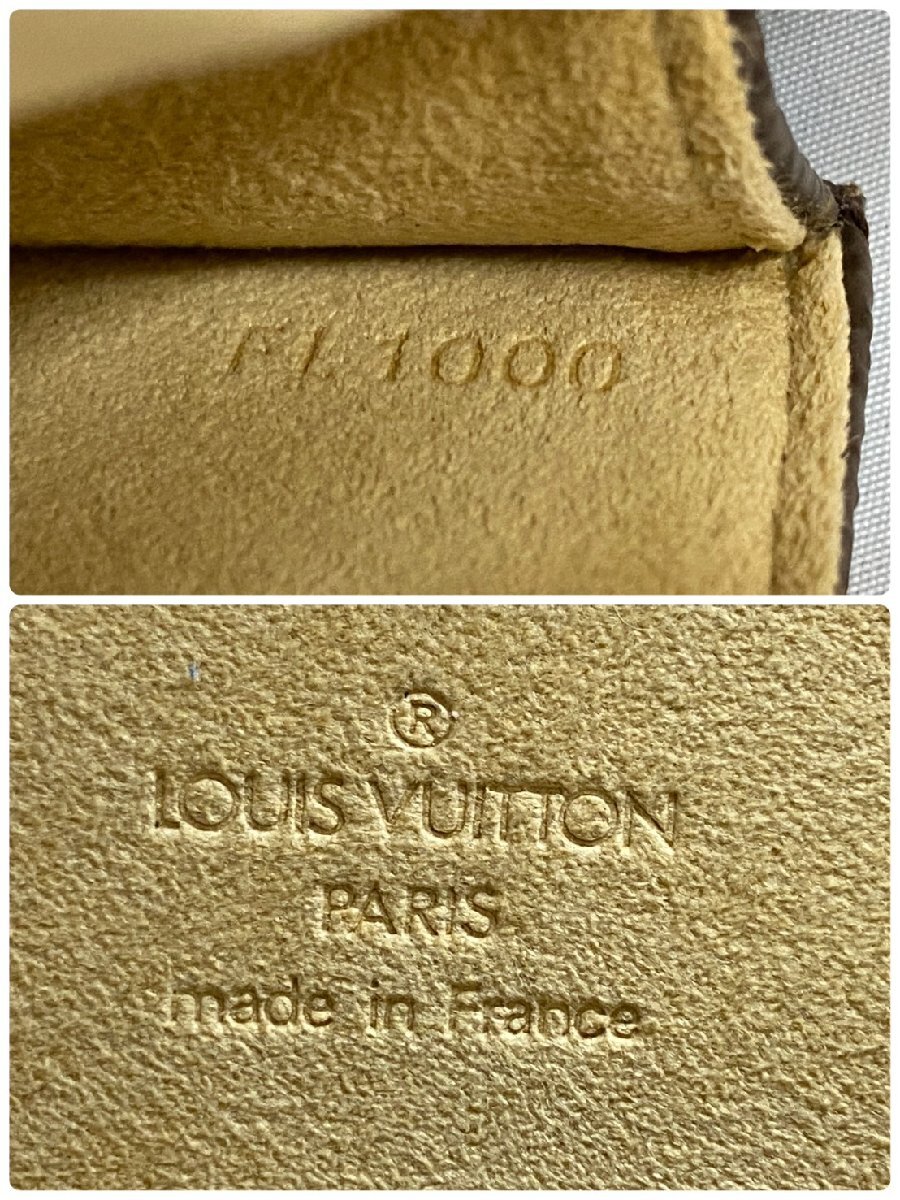 FL1000
®
LOUIS VUITTON
PARIS
made in France